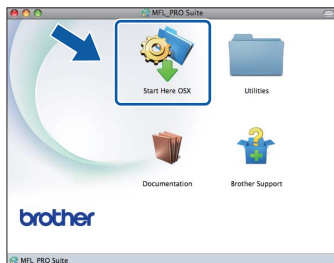 MFL_PRO Suite
Start Here OSX
Utilities
Documentation
Brother Support
brother
MFL_PRO Suite